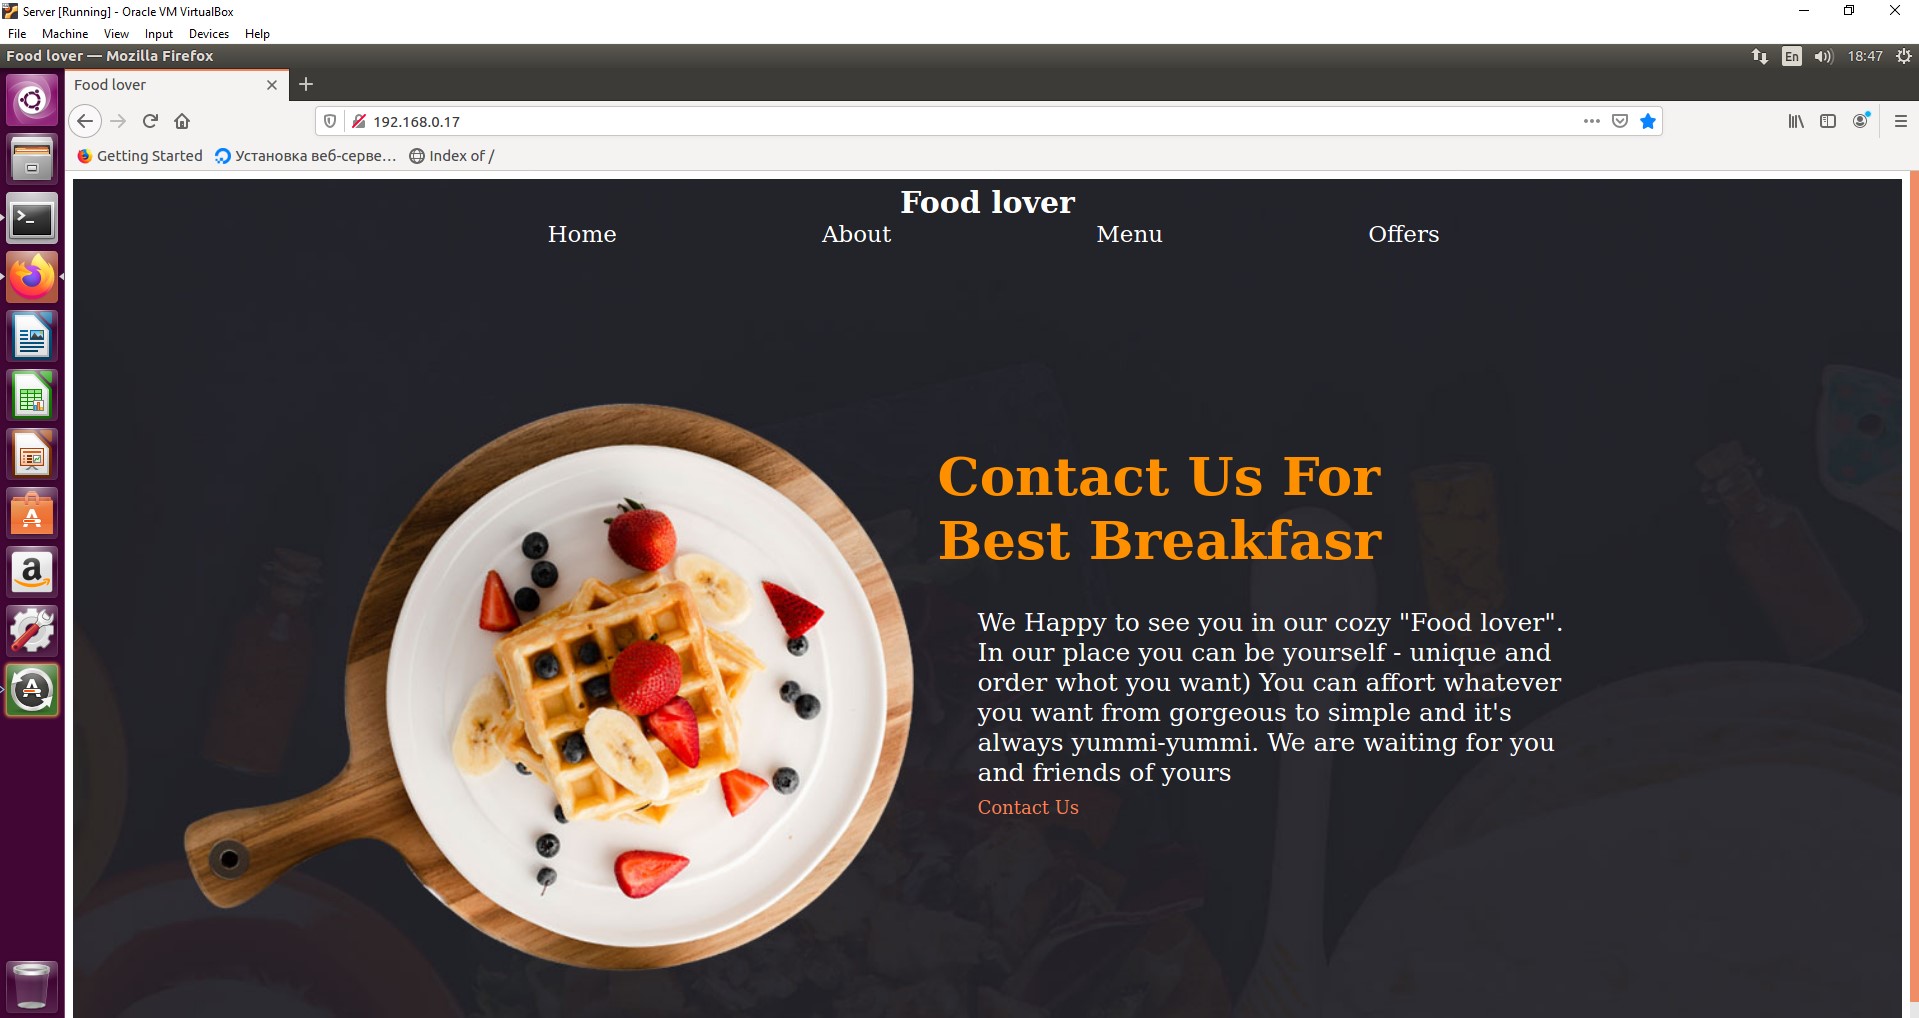 Server [Running] - Oracle VM VirtualBox
File Machine View Input Devices Help
Food lover — Mozilla Firefox
En
18:47
Food lover
192.168.0.17
Getting Started
Установка веб-серве...
Index of /
Food lover
Home
About
Menu
Offers
Contact Us For
Best Breakfasr
We Happy to see you in our cozy "Food lover".
In our place you can be yourself - unique and
order whot you want) You can affort whatever
you want from gorgeous to simple and it's
always yummi-yummi. We are waiting for you
and friends of yours
Contact Us